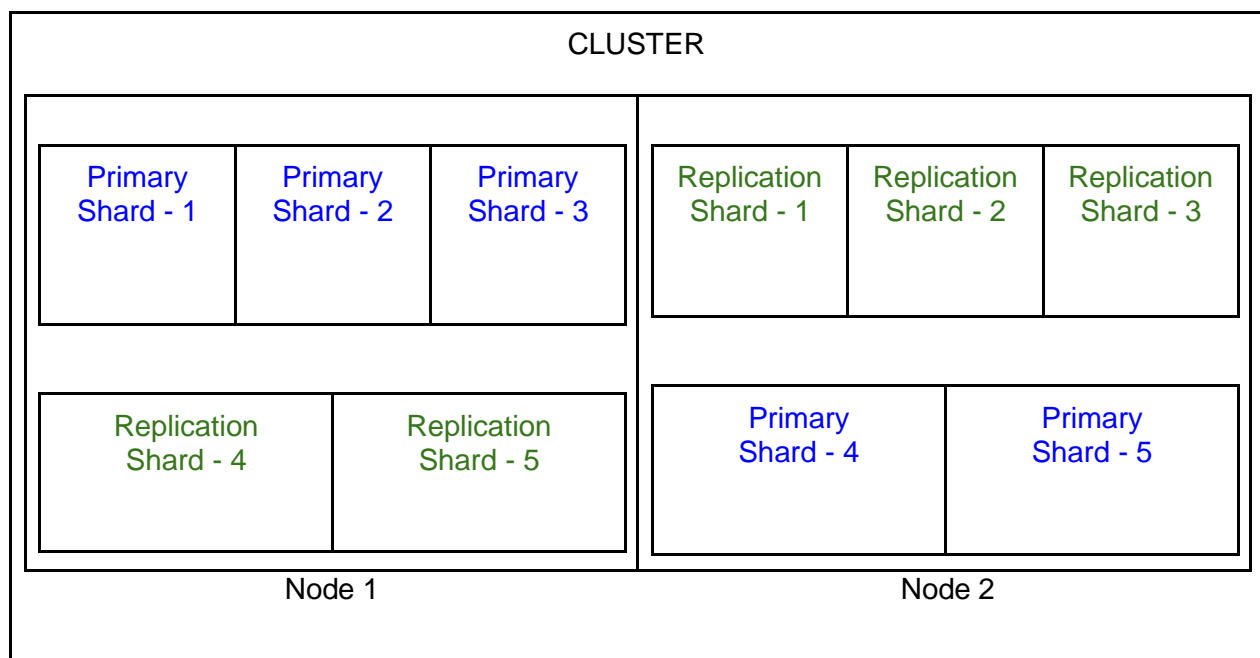 CLUSTER
Primary
Shard - 1
Primary
Shard - 2
Primary
Shard - 3
Replication
Shard - 4
Replication
Shard - 5
Node 1
Replication
Shard - 1
Replication
Shard - 2
Replication
Shard - 3
Primary
Shard - 4
Primary
Shard - 5
Node 2